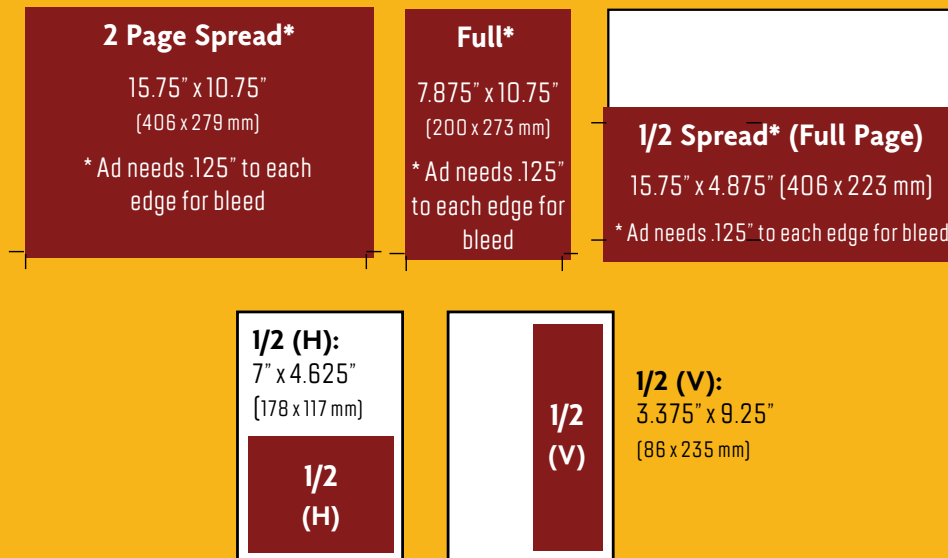 2 Page Spread*
15.75” x 10.75”
(406 x 279 mm)
* Ad needs .125” to each
edge for bleed
Full*
7.875” x 10.75”
(200 x 273 mm)
* Ad needs .125”
to each edge for
bleed
1/2 Spread* (Full Page)
15.75” x 4.875” (406 x 223 mm)
* Ad needs .125” to each edge for bleed
1/2 (H):
7” x 4.625”
(178 x 117 mm)
1/2
(H)
1/2
(V)
1/2 (V):
3.375” x 9.25”
(86 x 235 mm)